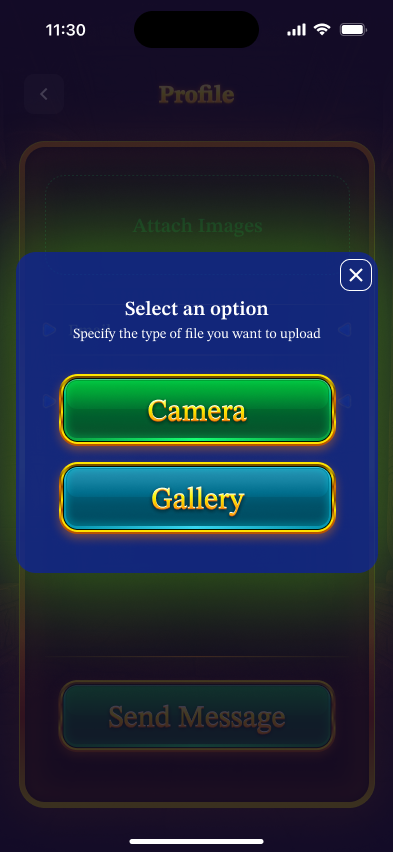 11:30
Profile
Attach Images
Select an option
Specify the type of file you want to upload
Camera
Gallery
Send Message